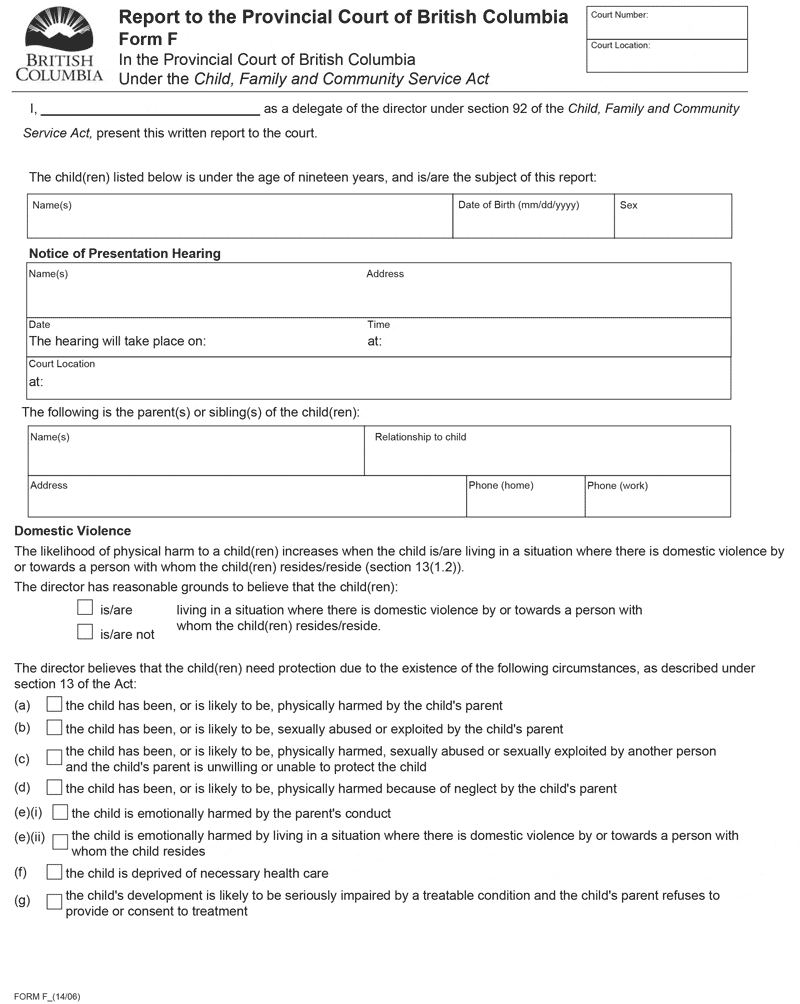 BRITISH
COLUMBIA
Report to the Provincial Court of British Columbia
Form F
In the Provincial Court of British Columbia
Under the Child, Family and Community Service Act
Court Number:
Court Location:
I, ______________________________ as a delegate of the director under section 92 of the Child, Family and Community
Service Act, present this written report to the court.
The child(ren) listed below is under the age of nineteen years, and is/are the subject of this report:
Name(s) Date of Birth (mm/dd/yyyy) Sex
Notice of Presentation Hearing
Name(s) Address
Date Time
The hearing will take place on: at:
Court Location
at:
The following is the parent(s) or sibling(s) of the child(ren):
Name(s) Relationship to child
Address Phone (home) Phone (work)
Domestic Violence
The likelihood of physical harm to a child(ren) increases when the child is/are living in a situation where there is domestic violence by
or towards a person with whom the child(ren) resides/reside (section 13(1.2)).
The director has reasonable grounds to believe that the child(ren):
is/are living in a situation where there is domestic violence by or towards a person with
whom the child(ren) resides/reside.
is/are not
The director believes that the child(ren) need protection due to the existence of the following circumstances, as described under
section 13 of the Act:
(a) the child has been, or is likely to be, physically harmed by the child's parent
(b) the child has been, or is likely to be, sexually abused or exploited by the child's parent
(c) the child has been, or is likely to be, physically harmed, sexually abused or sexually exploited by another person
and the child's parent is unwilling or unable to protect the child
(d) the child has been, or is likely to be, physically harmed because of neglect by the child's parent
(e)(i) the child is emotionally harmed by the parent's conduct
(e)(ii) the child is emotionally harmed by living in a situation where there is domestic violence by or towards a person with
whom the child resides
(f) the child is deprived of necessary health care
(g) the child's development is likely to be seriously impaired by a treatable condition and the child's parent refuses to
provide or consent to treatment
FORM F_(14/06)